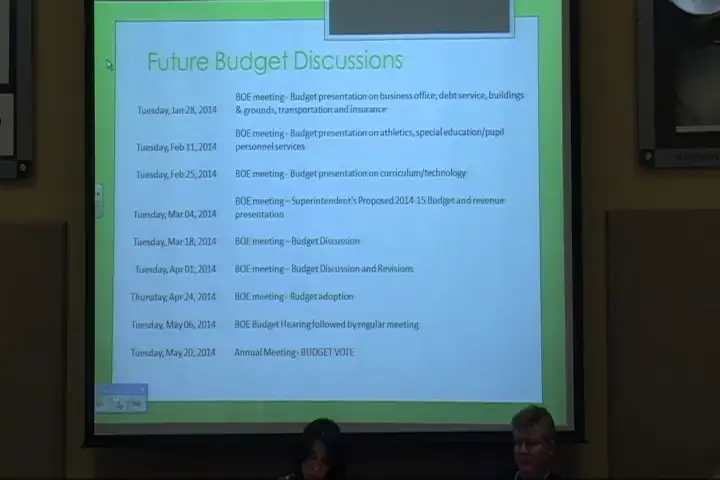 Future Budget Discussions
BOE meeting - Budget presentation on business office, debt service, buildings
Tuesday, Jan 28, 2014 & grounds, transportation and insurance
BOE meeting - Budget presentation on athletics, special education/pupil
Tuesday, Feb 11, 2014 personnel services
Tuesday, Feb 25, 2014 BOE meeting - Budget presentation on curriculum/technology
BOE meeting – Superintendent's Proposed 2014-15 Budget and revenue
Tuesday, Mar 04, 2014 presentation
Tuesday, Mar 18, 2014 BOE meeting – Budget Discussion
Tuesday, Apr 01, 2014 BOE meeting – Budget Discussion and Revisions
Thursday, Apr 24, 2014 BOE meeting - Budget adoption
Tuesday, May 06, 2014 BOE Budget Hearing followed by regular meeting
Tuesday, May 20, 2014 Annual Meeting - BUDGET VOTE